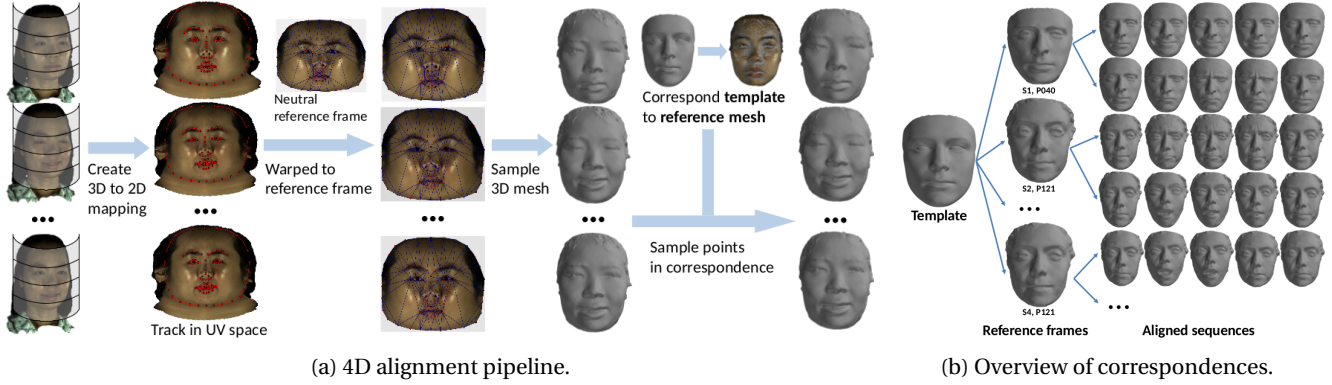 Create
3D to 2D
mapping
•••
Track in UV space
•••
Neutral
reference frame
Warped to
reference frame
•••
Sample
3D mesh
•••
Correspond template
to reference mesh
Sample points
in correspondence
•••
(a) 4D alignment pipeline.
Template
S1, P040
S2, P121
•••
S4, P121
Reference frames
•••
Aligned sequences
(b) Overview of correspondences.